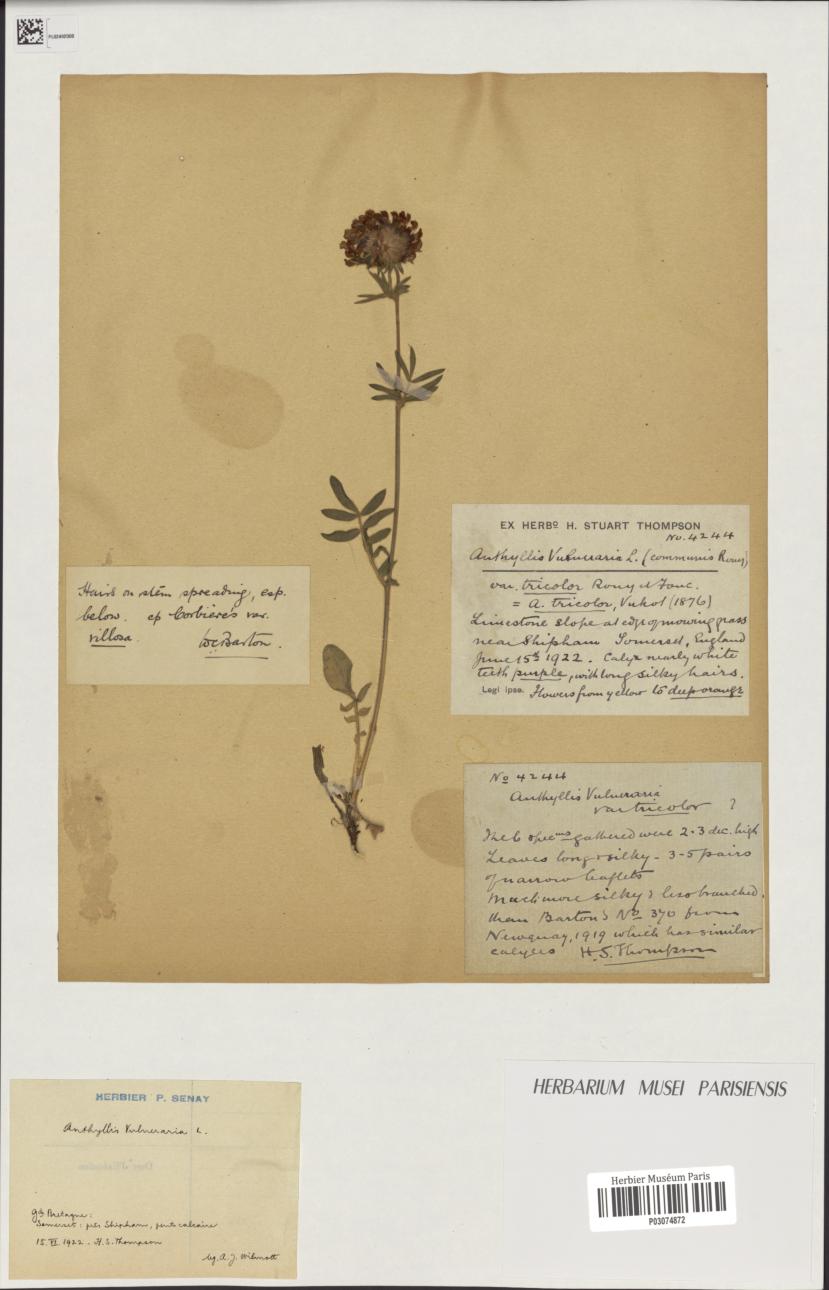 PL02492000
EX HERBº H. STUART THOMPSON
No. 4244
Anthyllis Vulneraria L. (communis Rouy)
var. tricolor Rouy et Fouc.
= A. tricolor, Vukot (1876)
Limestone slope at edge of mowing grass
near Shipham Somerset, England
June 15th 1922. Calyx nearly white
teeth purple, with long silky hairs.
Legi ipse. Flowers from yellow to deep orange
Hairs on stem spreading, esp.
below. cp Corbière's var.
villosa. WCBarton.
No 4244
Anthyllis Vulneraria
var tricolor ?
The 6 specms gathered were 2-3 dec. high
Leaves long & silky - 3-5 pairs
of narrow leaflets
Much more silky & less branched,
than Barton's No 370 from
Newquay, 1919 which has similar
calyces H. S. Thompson
HERBIER P. SENAY
Anthyllis Vulneraria L.
Gde Bretagne:
Somerset: près Shipham, pente calcaire
15 VI 1922. H. S. Thompson
leg. A. J. Wilmott
HERBARIUM MUSEI PARISIENSIS
Herbier Muséum Paris
P03074872